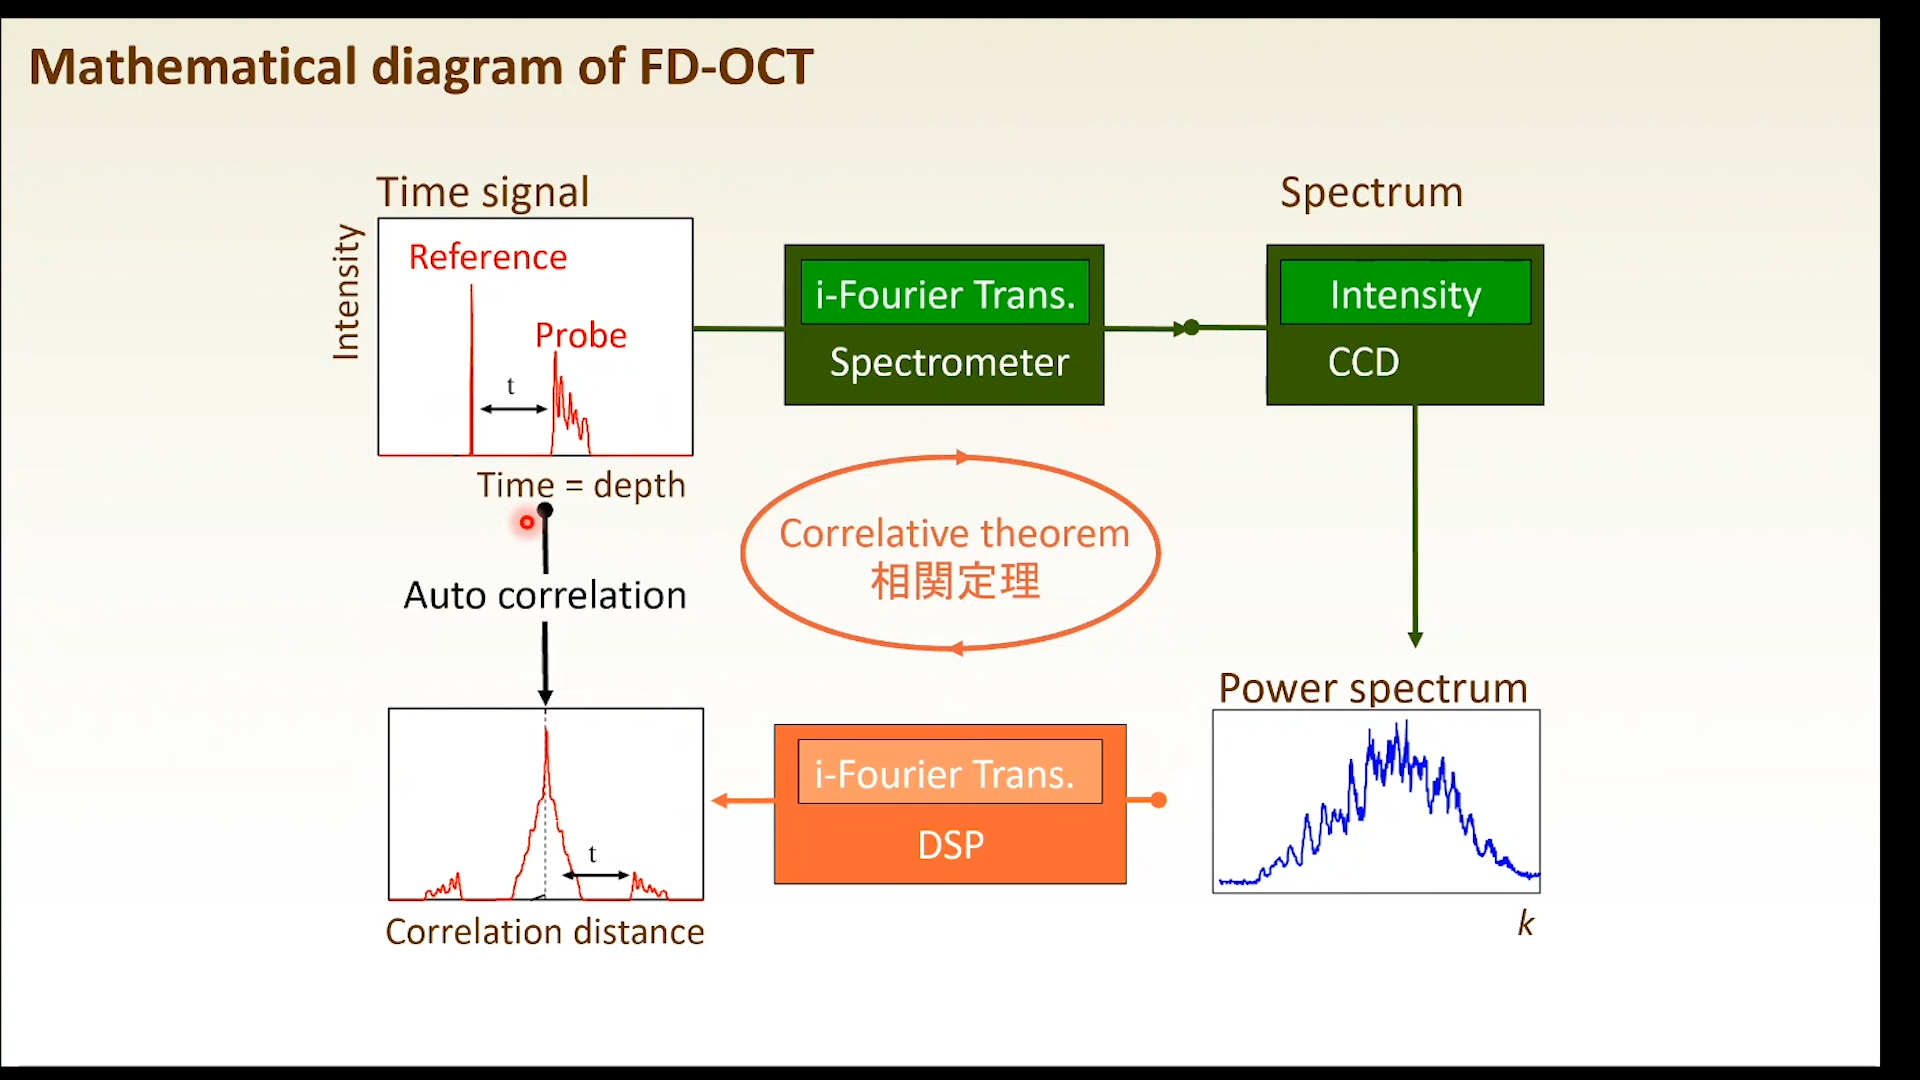 Mathematical diagram of FD-OCT
Time signal
Spectrum
Intensity
Reference
Probe
t
i-Fourier Trans.
Spectrometer
Intensity
CCD
Time = depth
Correlative theorem
相関定理
Auto correlation
Power spectrum
t
i-Fourier Trans.
DSP
Correlation distance
k